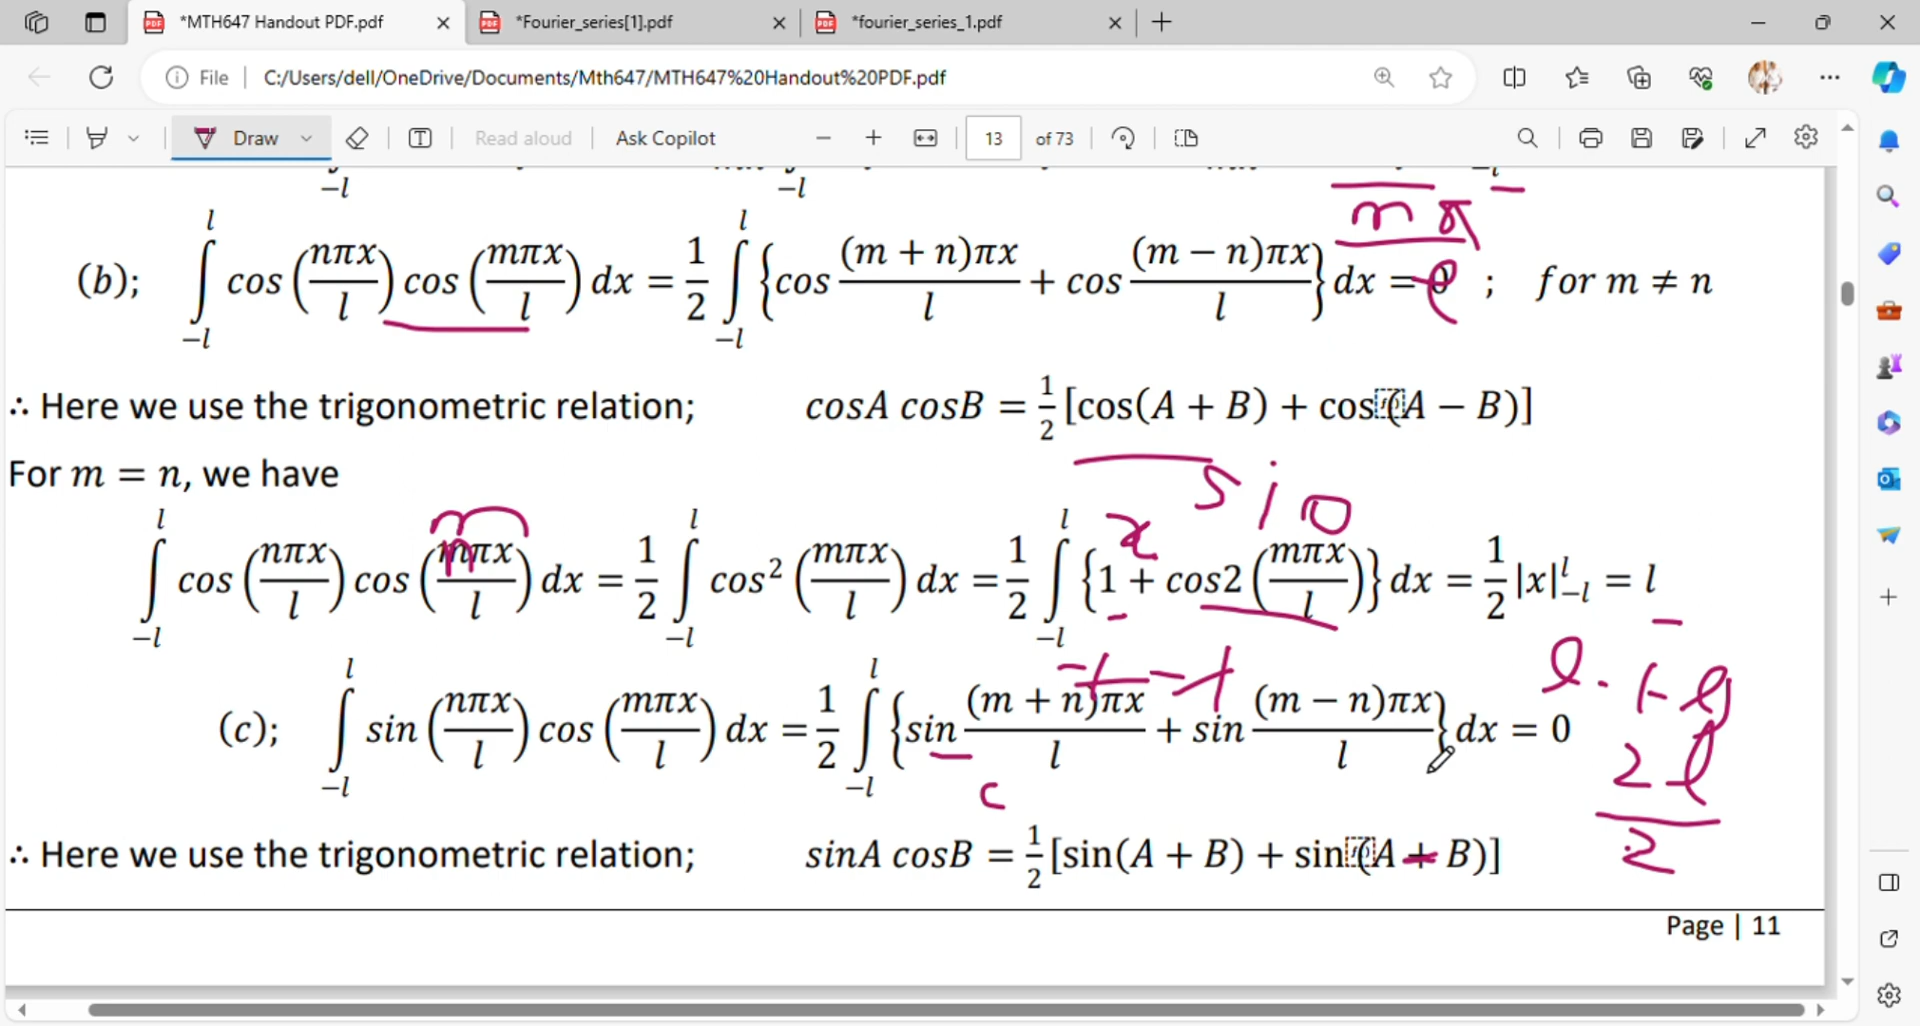 *MTH647 Handout PDF.pdf
*Fourier_series[1].pdf
*fourier_series_1.pdf
File C:/Users/dell/OneDrive/Documents/Mth647/MTH647%20Handout%20PDF.pdf
Draw Read aloud Ask Copilot 13 of 73
−l −l
m π
(b); ∫_{−l}^{l} cos(nπx/l) cos(mπx/l) dx = 1/2 ∫_{−l}^{l} {cos (m + n)πx/l + cos (m − n)πx/l} dx = 0 ; for m ≠ n
∴ Here we use the trigonometric relation; cosA cosB = 1/2 [cos(A + B) + cos(A − B)]
For m = n, we have
sio
n x
∫_{−l}^{l} cos(nπx/l) cos(mπx/l) dx = 1/2 ∫_{−l}^{l} cos²(mπx/l) dx = 1/2 ∫_{−l}^{l} {1 + cos2(mπx/l)} dx = 1/2 |x|_{−l}^{l} = l
(c); ∫_{−l}^{l} sin(nπx/l) cos(mπx/l) dx = 1/2 ∫_{−l}^{l} {sin (m + n)πx/l + sin (m − n)πx/l} dx = 0
2l
2
c
∴ Here we use the trigonometric relation; sinA cosB = 1/2 [sin(A + B) + sin(A + B)]
Page | 11